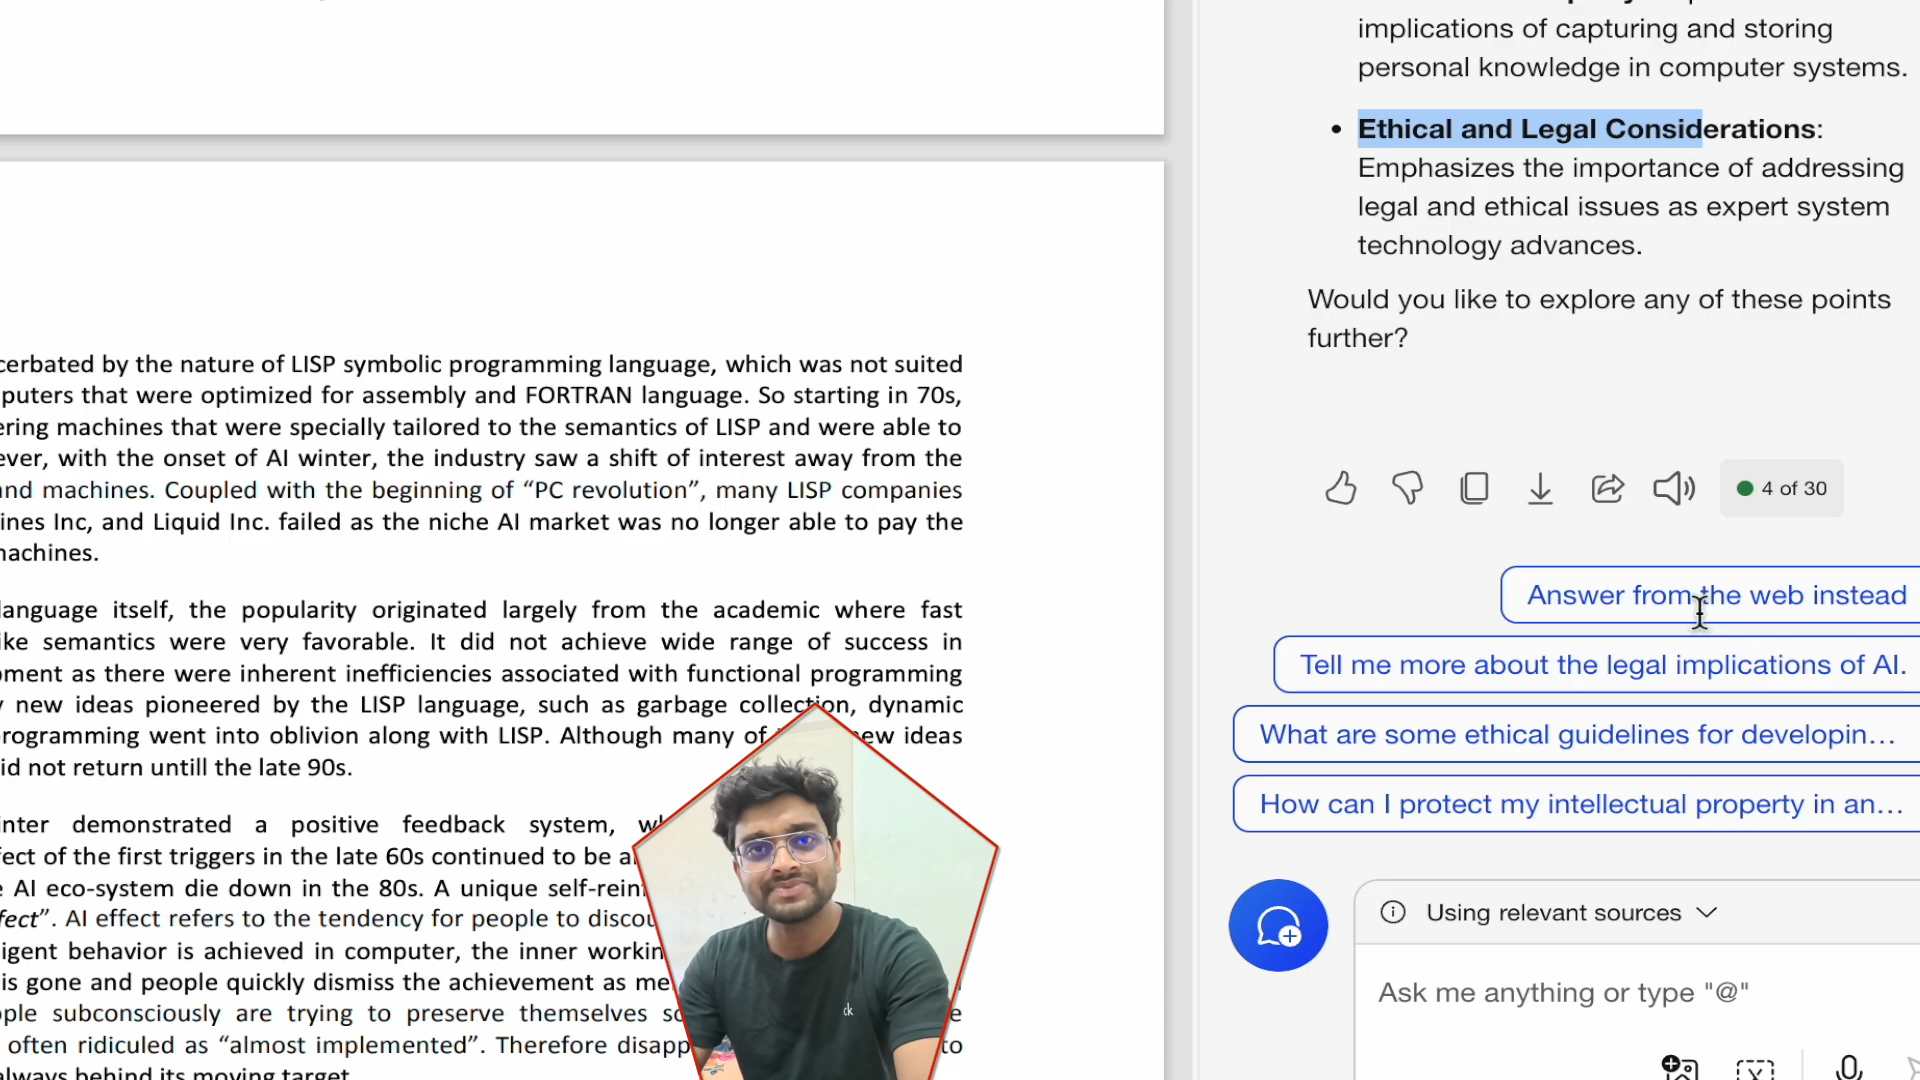 cerbated by the nature of LISP symbolic programming language, which was not suited
puters that were optimized for assembly and FORTRAN language. So starting in 70s,
ering machines that were specially tailored to the semantics of LISP and were able to
ever, with the onset of AI winter, the industry saw a shift of interest away from the
nd machines. Coupled with the beginning of “PC revolution”, many LISP companies
ines Inc, and Liquid Inc. failed as the niche AI market was no longer able to pay the
machines.
language itself, the popularity originated largely from the academic where fast
ike semantics were very favorable. It did not achieve wide range of success in
pment as there were inherent inefficiencies associated with functional programming
new ideas pioneered by the LISP language, such as garbage collection, dynamic
rogramming went into oblivion along with LISP. Although many of new ideas
id not return untill the late 90s.
inter demonstrated a positive feedback system,
fect of the first triggers in the late 60s continued to be
AI eco-system die down in the 80s. A unique
fect”. AI effect refers to the tendency for people to
igent behavior is achieved in computer, the inner
is gone and people quickly dismiss the achievement as
ple subconsciously are trying to preserve themselves
often ridiculed as “almost implemented”. Therefore to
always behind its moving target
implications of capturing and storing
personal knowledge in computer systems.
• Ethical and Legal Considerations:
Emphasizes the importance of addressing
legal and ethical issues as expert system
technology advances.
Would you like to explore any of these points
further?
4 of 30
Answer from the web instead
Tell me more about the legal implications of AI.
What are some ethical guidelines for developin...
How can I protect my intellectual property in an...
Using relevant sources
Ask me anything or type "@"